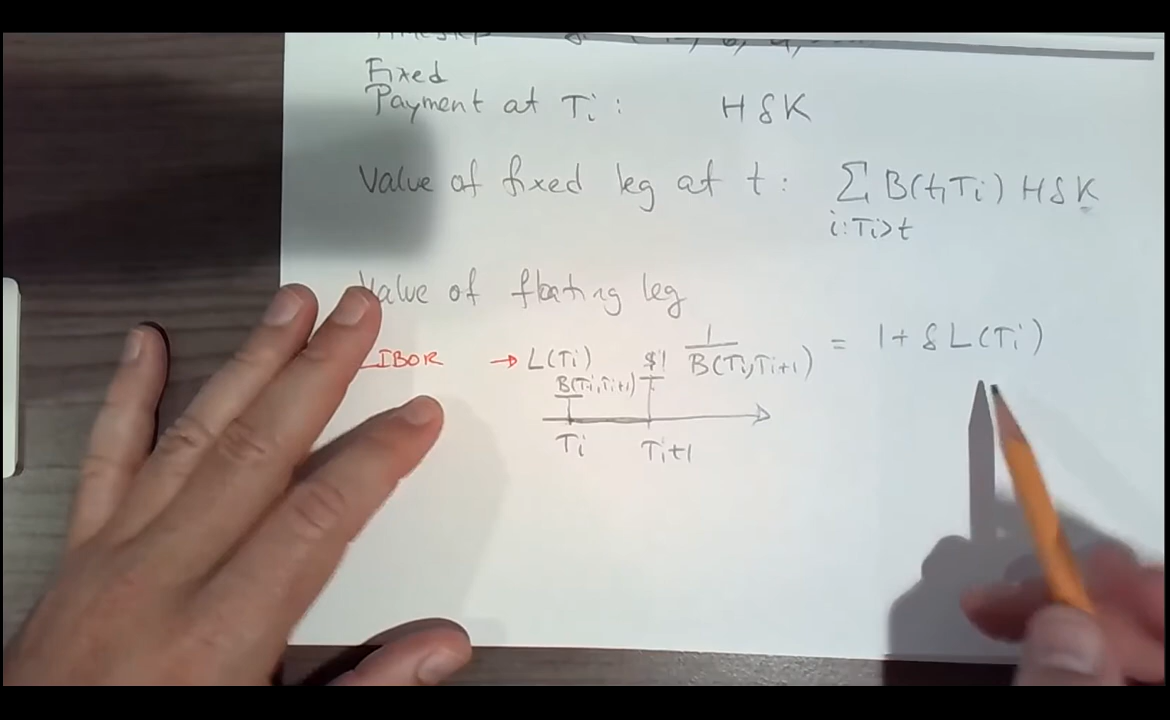 Fixed
Payment at Ti : H δ K
Value of fixed leg at t : ∑ B(t,Ti) H δ K
i:Ti>t
Value of floating leg
LIBOR → L(Ti) $1 1/B(Ti,Ti+1) = 1 + δ L(Ti)
B(Ti,Ti+1)
Ti Ti+1